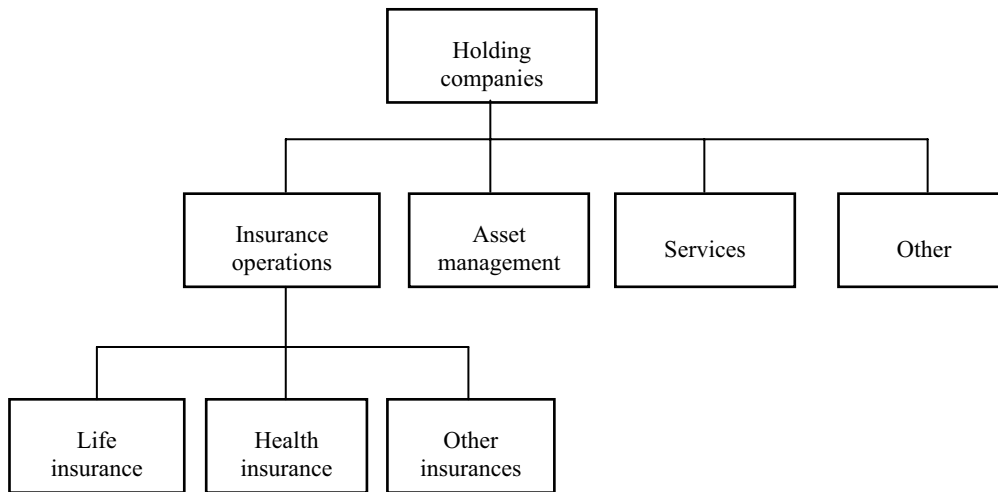 Holding
companies
Insurance
operations
Asset
management
Services
Other
Life
insurance
Health
insurance
Other
insurances